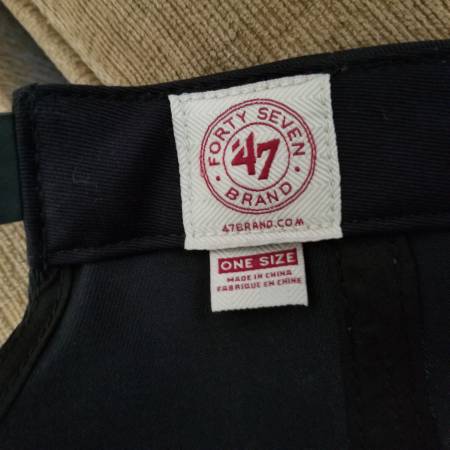 FORTY SEVEN
'47
BRAND
47BRAND.COM
ONE SIZE
MADE IN CHINA
FABRIQUE EN CHINE